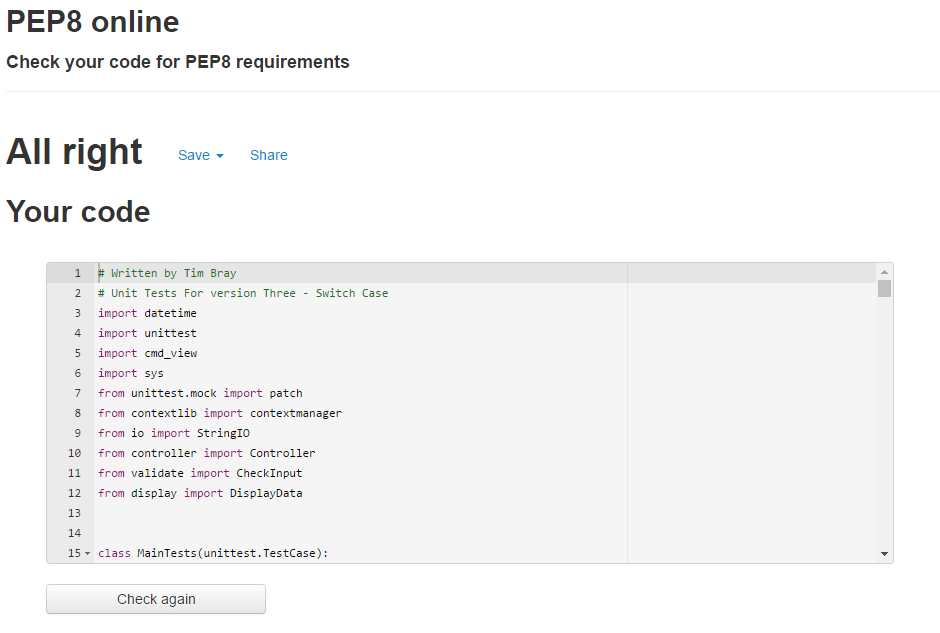 PEP8 online
Check your code for PEP8 requirements
All right Save Share
Your code
1 # Written by Tim Bray
2 # Unit Tests For version Three - Switch Case
3 import datetime
4 import unittest
5 import cmd_view
6 import sys
7 from unittest.mock import patch
8 from contextlib import contextmanager
9 from io import StringIO
10 from controller import Controller
11 from validate import CheckInput
12 from display import DisplayData
13
14
15 class MainTests(unittest.TestCase):
Check again